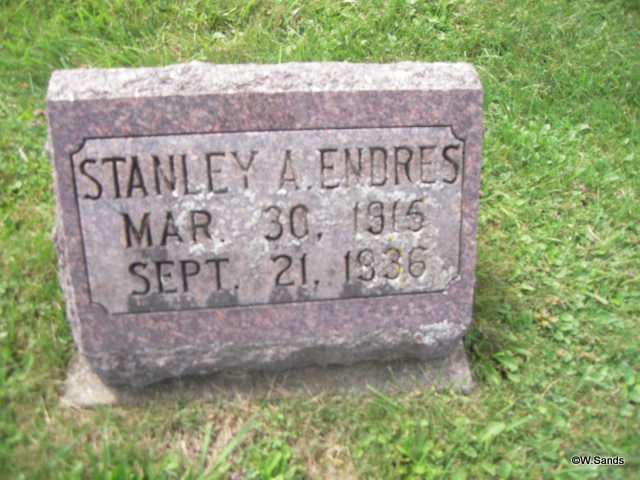 STANLEY A. ENDRES
MAR. 30, 1915
SEPT. 21, 1936
©W.Sands